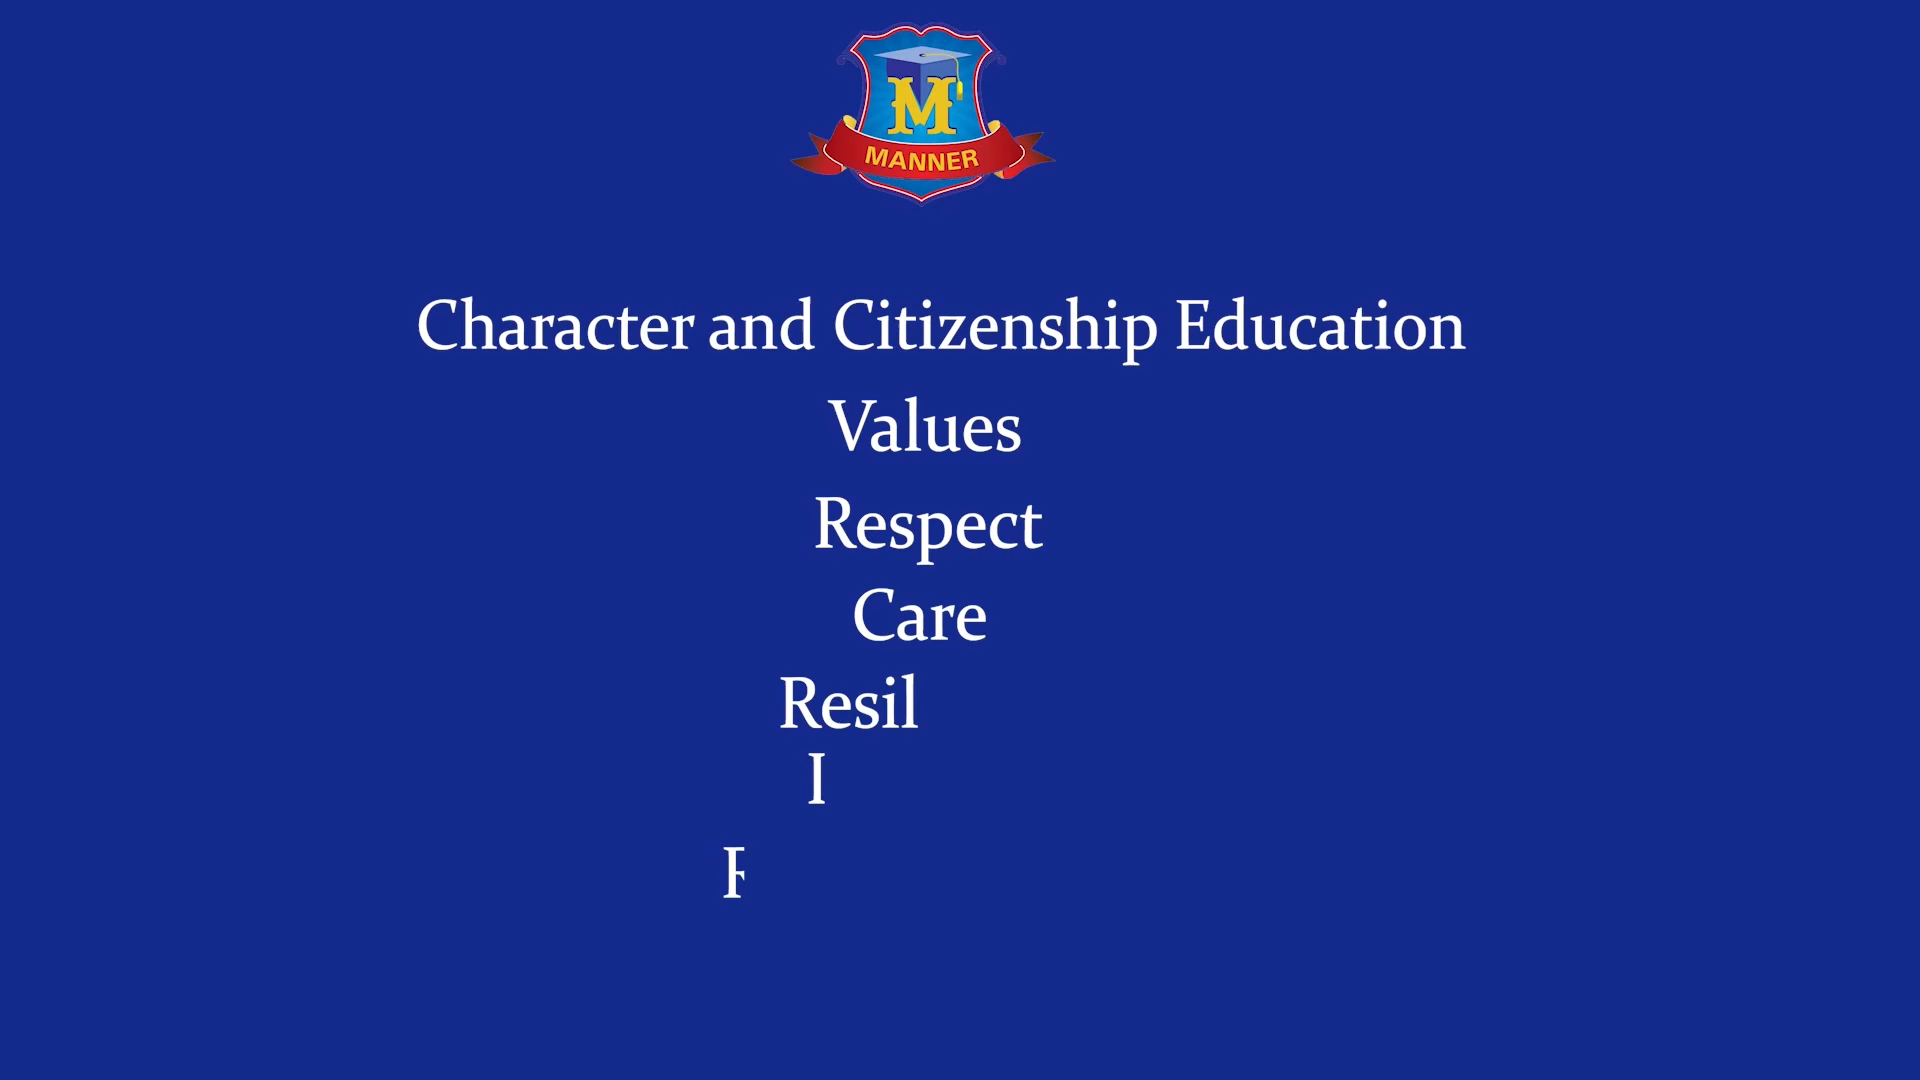 M
MANNER
Character and Citizenship Education
Values
Respect
Care
Resil
I